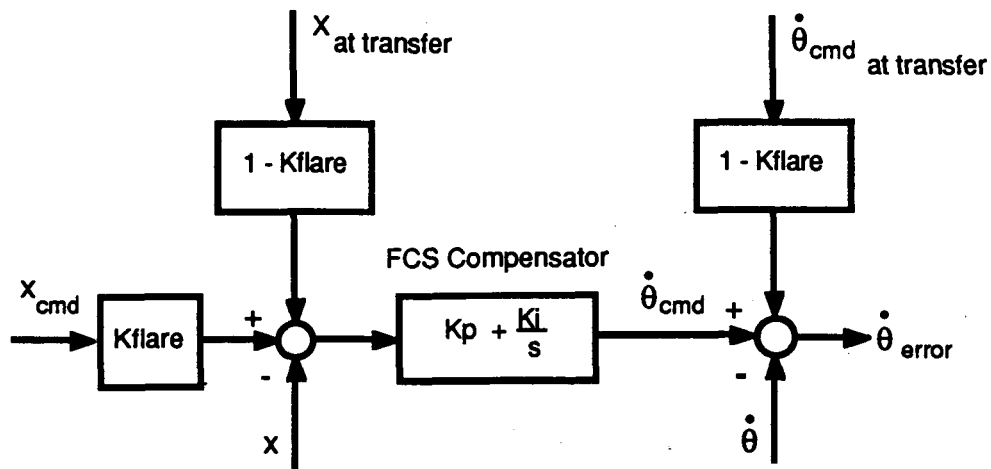 X at transfer
θ̇cmd at transfer
1 - Kflare
1 - Kflare
FCS Compensator
xcmd
Kflare
+
-
Kp + Ki/s
θ̇cmd
+
-
θ̇ error
x
θ̇